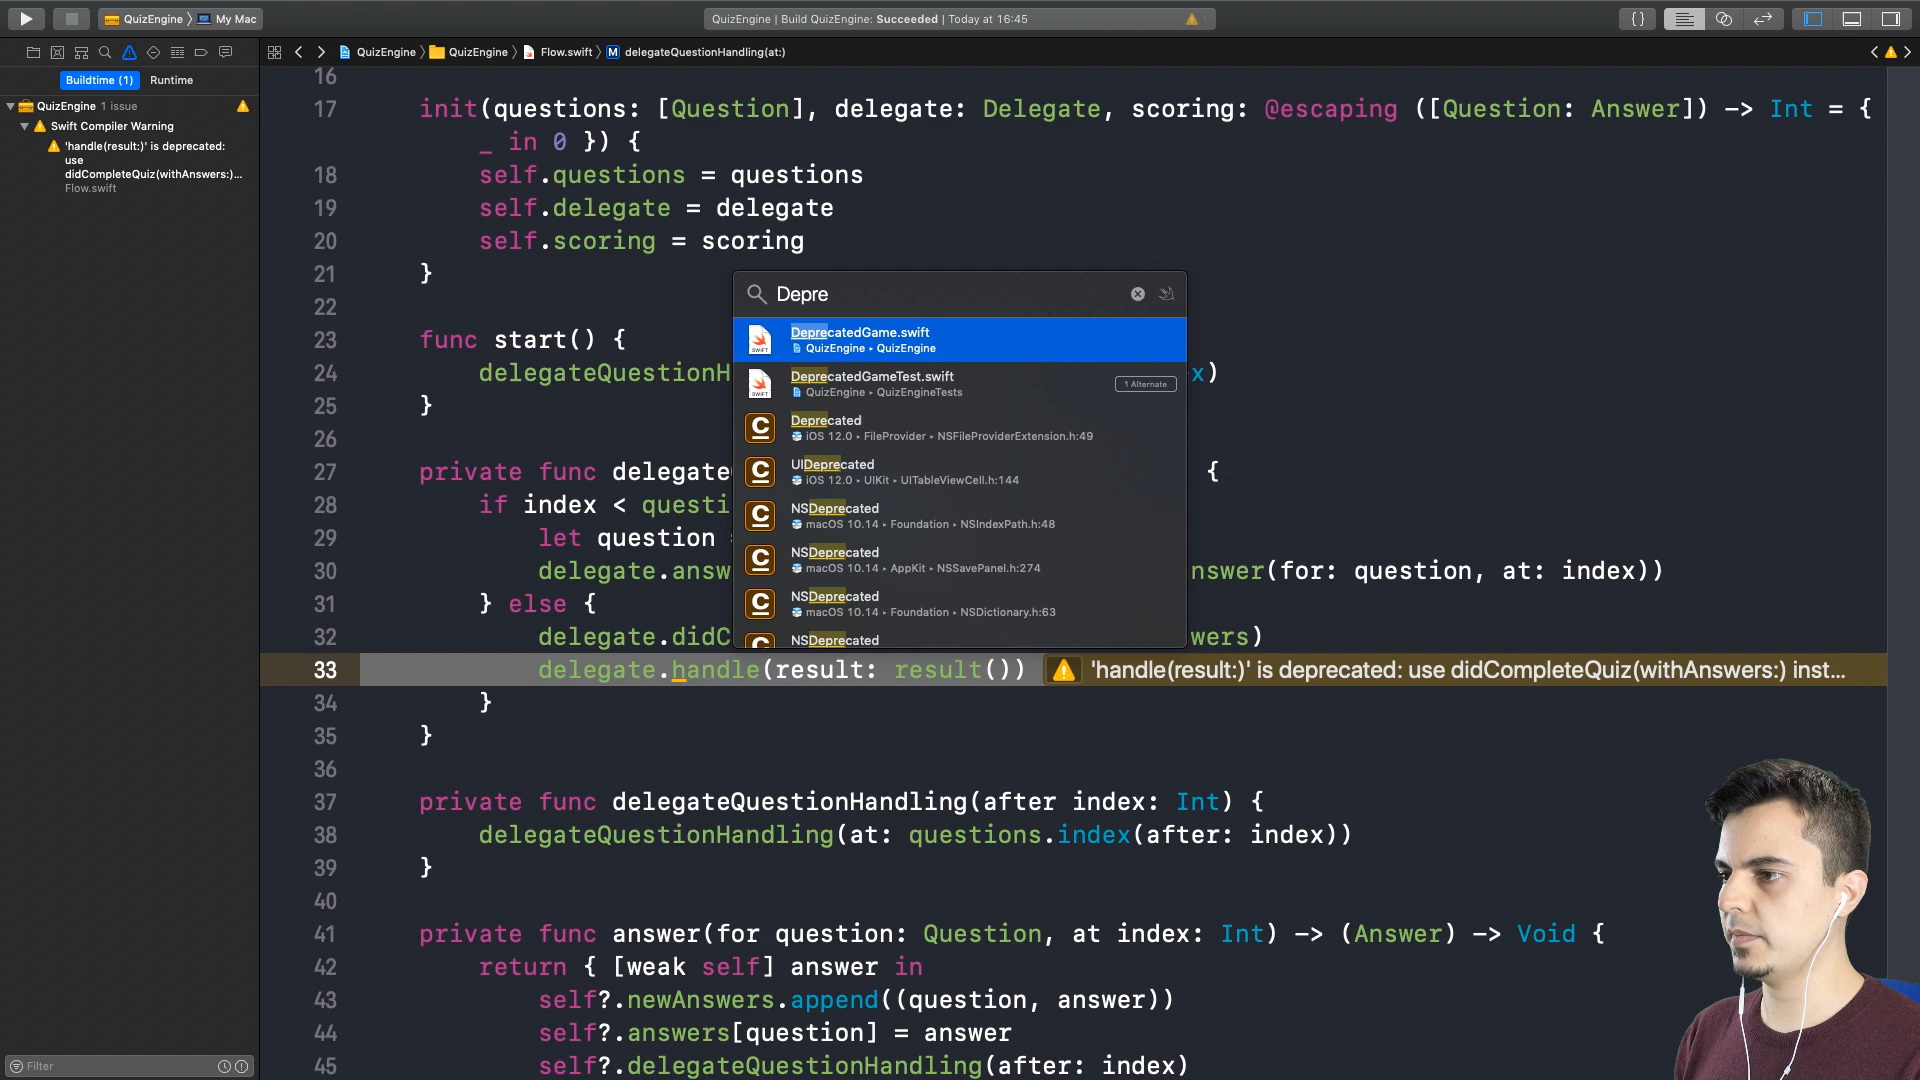 QuizEngine
My Mac
QuizEngine | Build QuizEngine: Succeeded | Today at 16:45
QuizEngine
QuizEngine
Flow.swift
M
delegateQuestionHandling(at:)
Buildtime (1)
Runtime
QuizEngine 1 issue
Swift Compiler Warning
'handle(result:)' is deprecated:
use
didCompleteQuiz(withAnswers:)...
Flow.swift
Filter
16
17 init(questions: [Question], delegate: Delegate, scoring: @escaping ([Question: Answer]) -> Int = {
_ in 0 }) {
18 self.questions = questions
19 self.delegate = delegate
20 self.scoring = scoring
21 }
22
23 func start() {
24 delegateQuestionH x)
25 }
26
27 private func delegate {
28 if index < questi
29 let question
30 delegate.answ nswer(for: question, at: index))
31 } else {
32 delegate.didC wers)
33 delegate.handle(result: result()) 'handle(result:)' is deprecated: use didCompleteQuiz(withAnswers:) inst...
34 }
35 }
36
37 private func delegateQuestionHandling(after index: Int) {
38 delegateQuestionHandling(at: questions.index(after: index))
39 }
40
41 private func answer(for question: Question, at index: Int) -> (Answer) -> Void {
42 return { [weak self] answer in
43 self?.newAnswers.append((question, answer))
44 self?.answers[question] = answer
45 self?.delegateQuestionHandling(after: index)
Depre
SWIFT
DeprecatedGame.swift
QuizEngine ▸ QuizEngine
SWIFT
DeprecatedGameTest.swift
QuizEngine ▸ QuizEngineTests
1 Alternate
C
Deprecated
iOS 12.0 ▸ FileProvider ▸ NSFileProviderExtension.h:49
C
UIDeprecated
iOS 12.0 ▸ UIKit ▸ UITableViewCell.h:144
C
NSDeprecated
macOS 10.14 ▸ Foundation ▸ NSIndexPath.h:48
C
NSDeprecated
macOS 10.14 ▸ AppKit ▸ NSSavePanel.h:274
C
NSDeprecated
macOS 10.14 ▸ Foundation ▸ NSDictionary.h:63
NSDeprecated